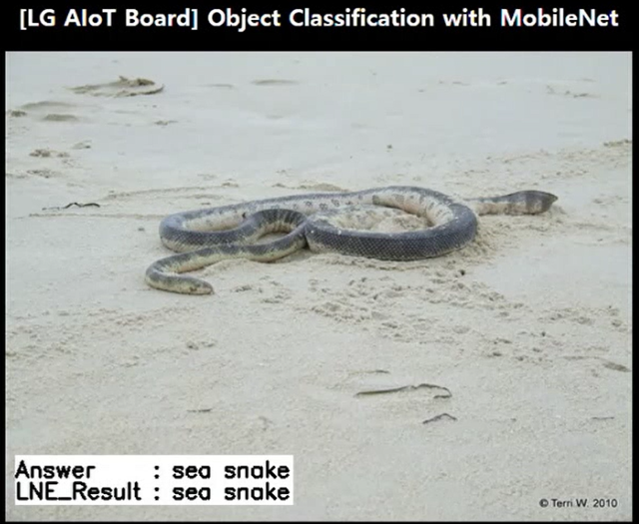 [LG AIoT Board] Object Classification with MobileNet
Answer : sea snake
LNE_Result : sea snake
© Terri W. 2010